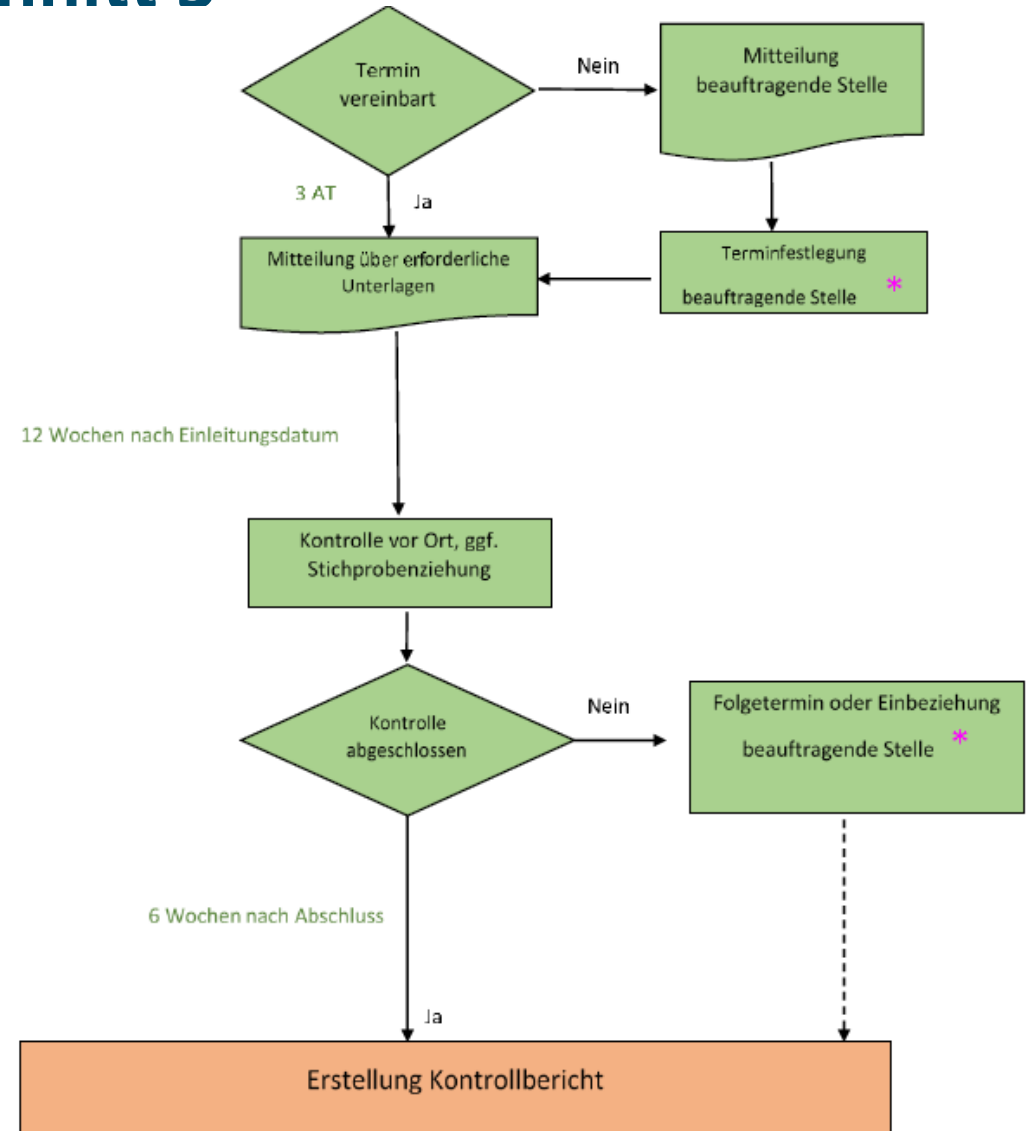 Termin
vereinbart
Nein
Mitteilung
beauftragende Stelle
3 AT
Ja
Mitteilung über erforderliche
Unterlagen
Terminfestlegung
beauftragende Stelle *
12 Wochen nach Einleitungsdatum
Kontrolle vor Ort, ggf.
Stichprobenziehung
Kontrolle
abgeschlossen
Nein
Folgetermin oder Einbeziehung
beauftragende Stelle *
6 Wochen nach Abschluss
Ja
Erstellung Kontrollbericht